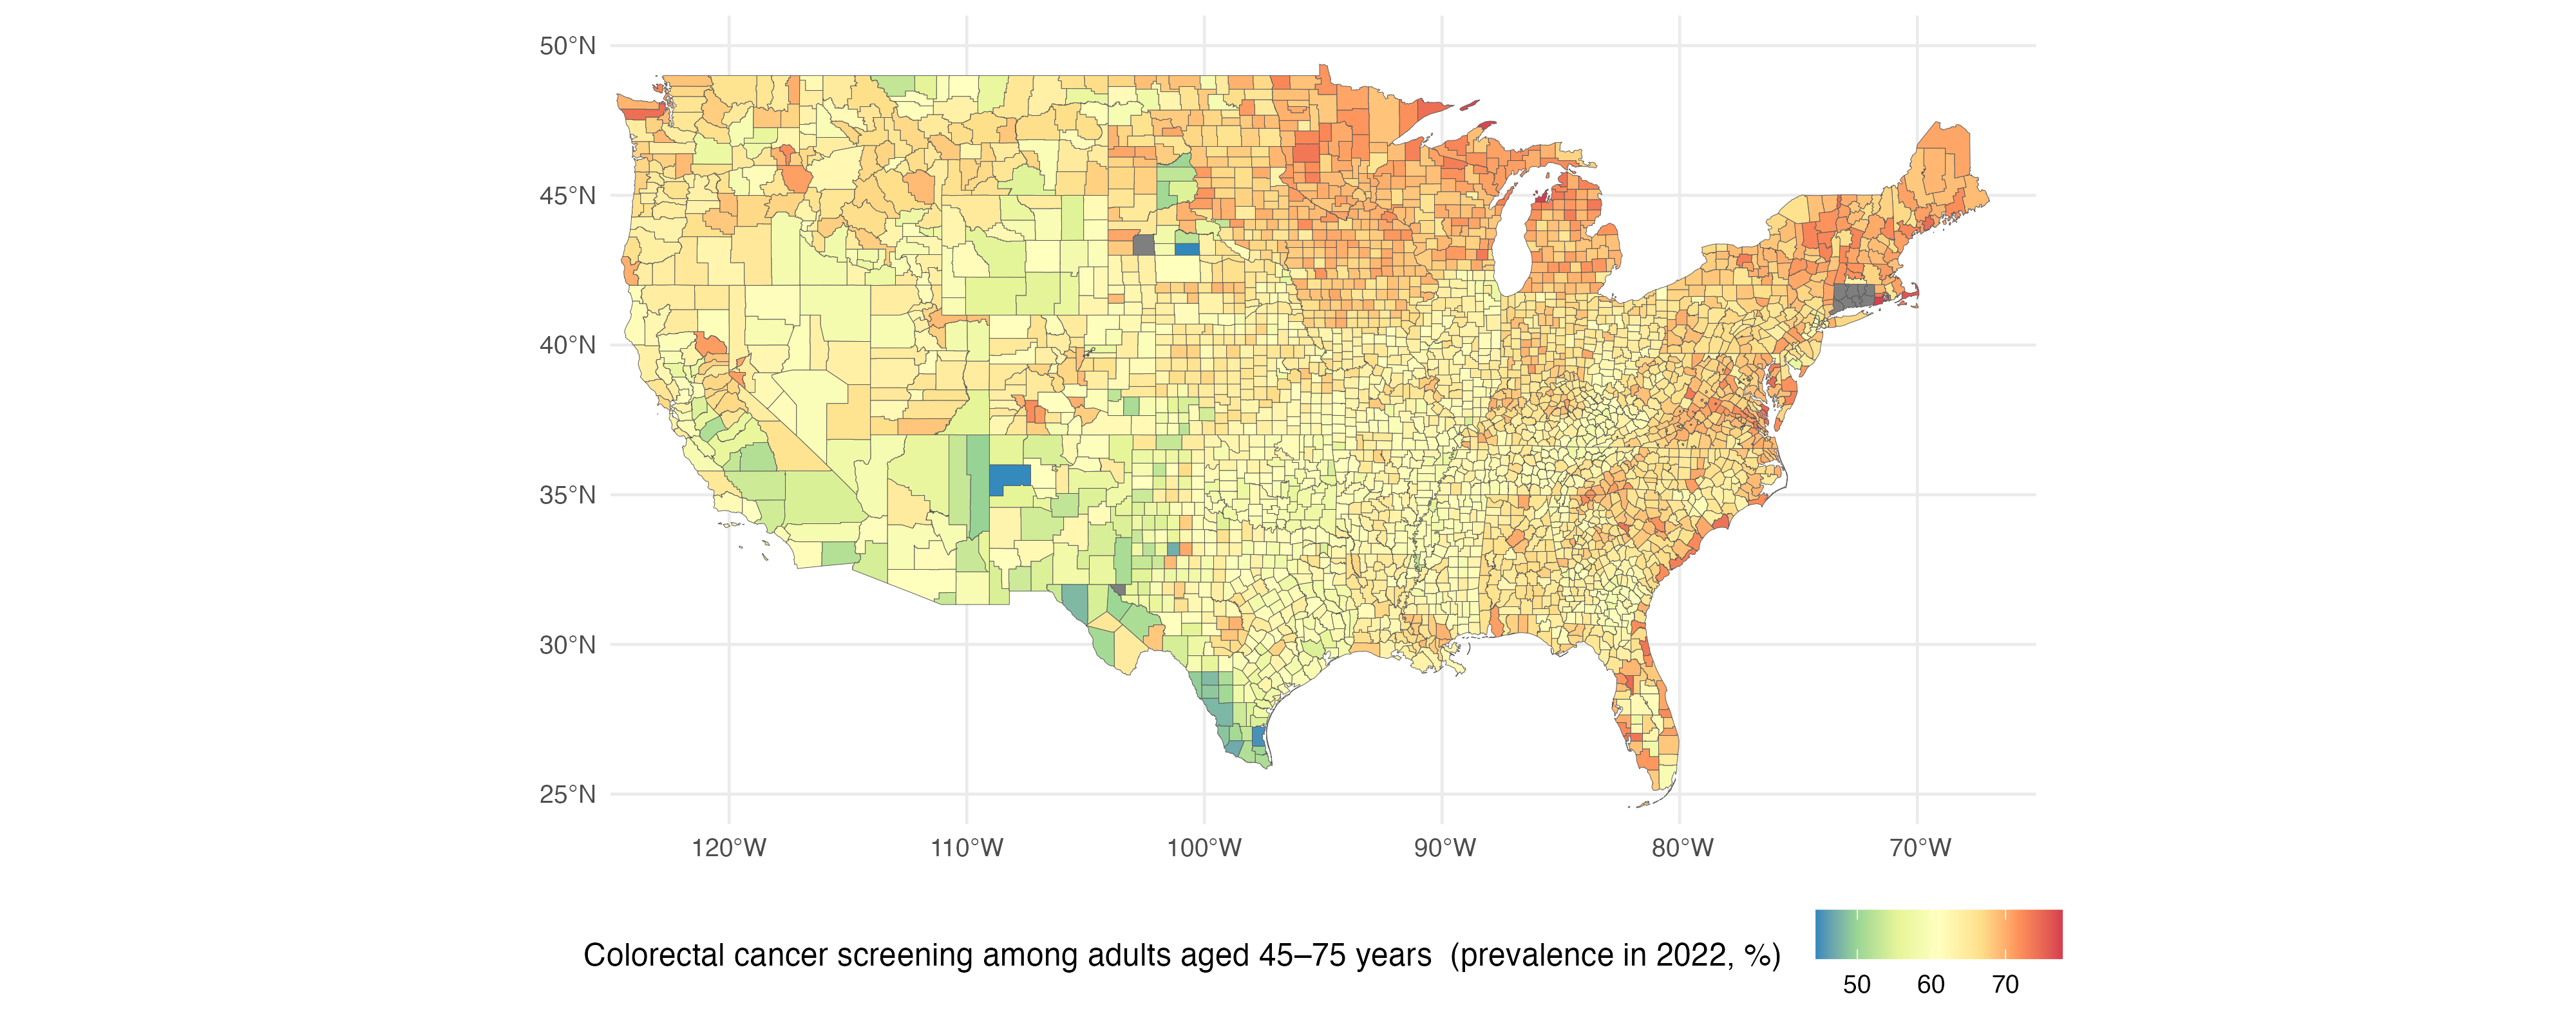 50°N
45°N
40°N
35°N
30°N
25°N
120°W 110°W 100°W 90°W 80°W 70°W
Colorectal cancer screening among adults aged 45–75 years (prevalence in 2022, %)
50 60 70